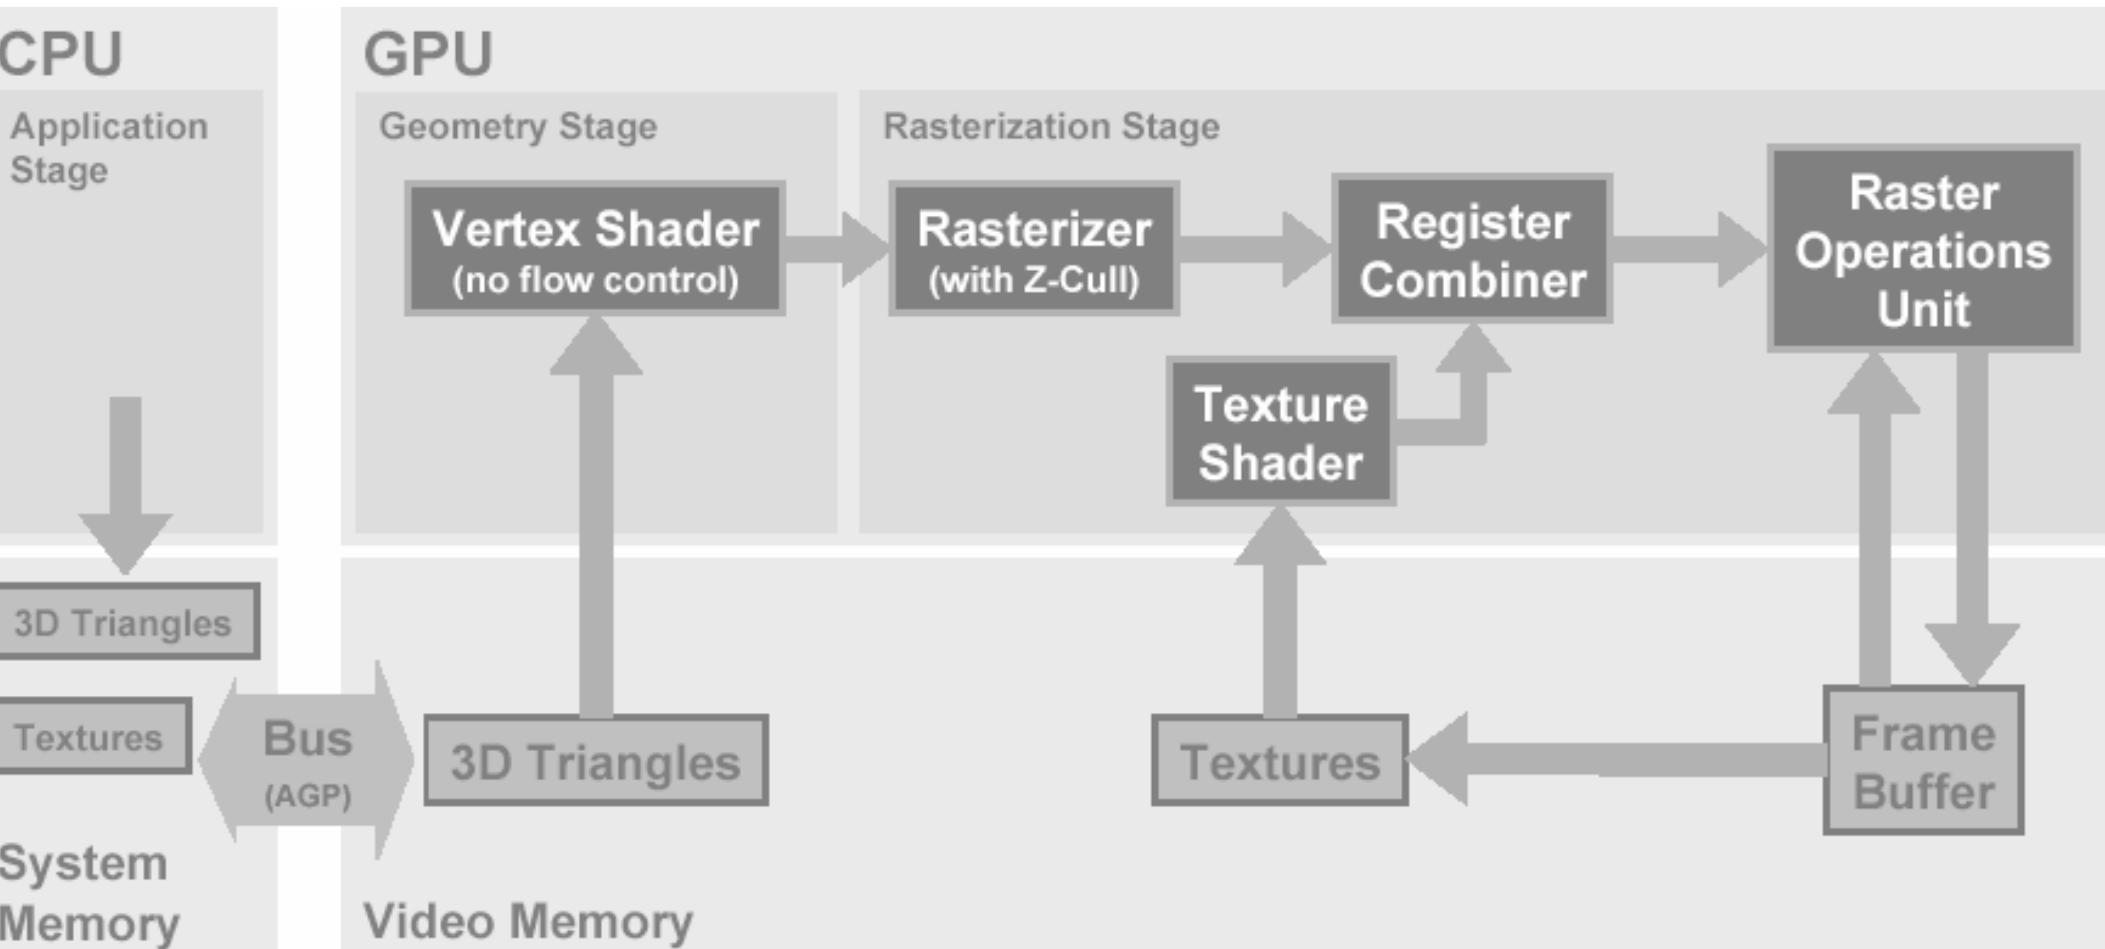 CPU
Application
Stage
3D Triangles
Textures
System
Memory
Bus
(AGP)
GPU
Geometry Stage
Vertex Shader
(no flow control)
Rasterization Stage
Rasterizer
(with Z-Cull)
Register
Combiner
Raster
Operations
Unit
Texture
Shader
3D Triangles
Textures
Frame
Buffer
Video Memory